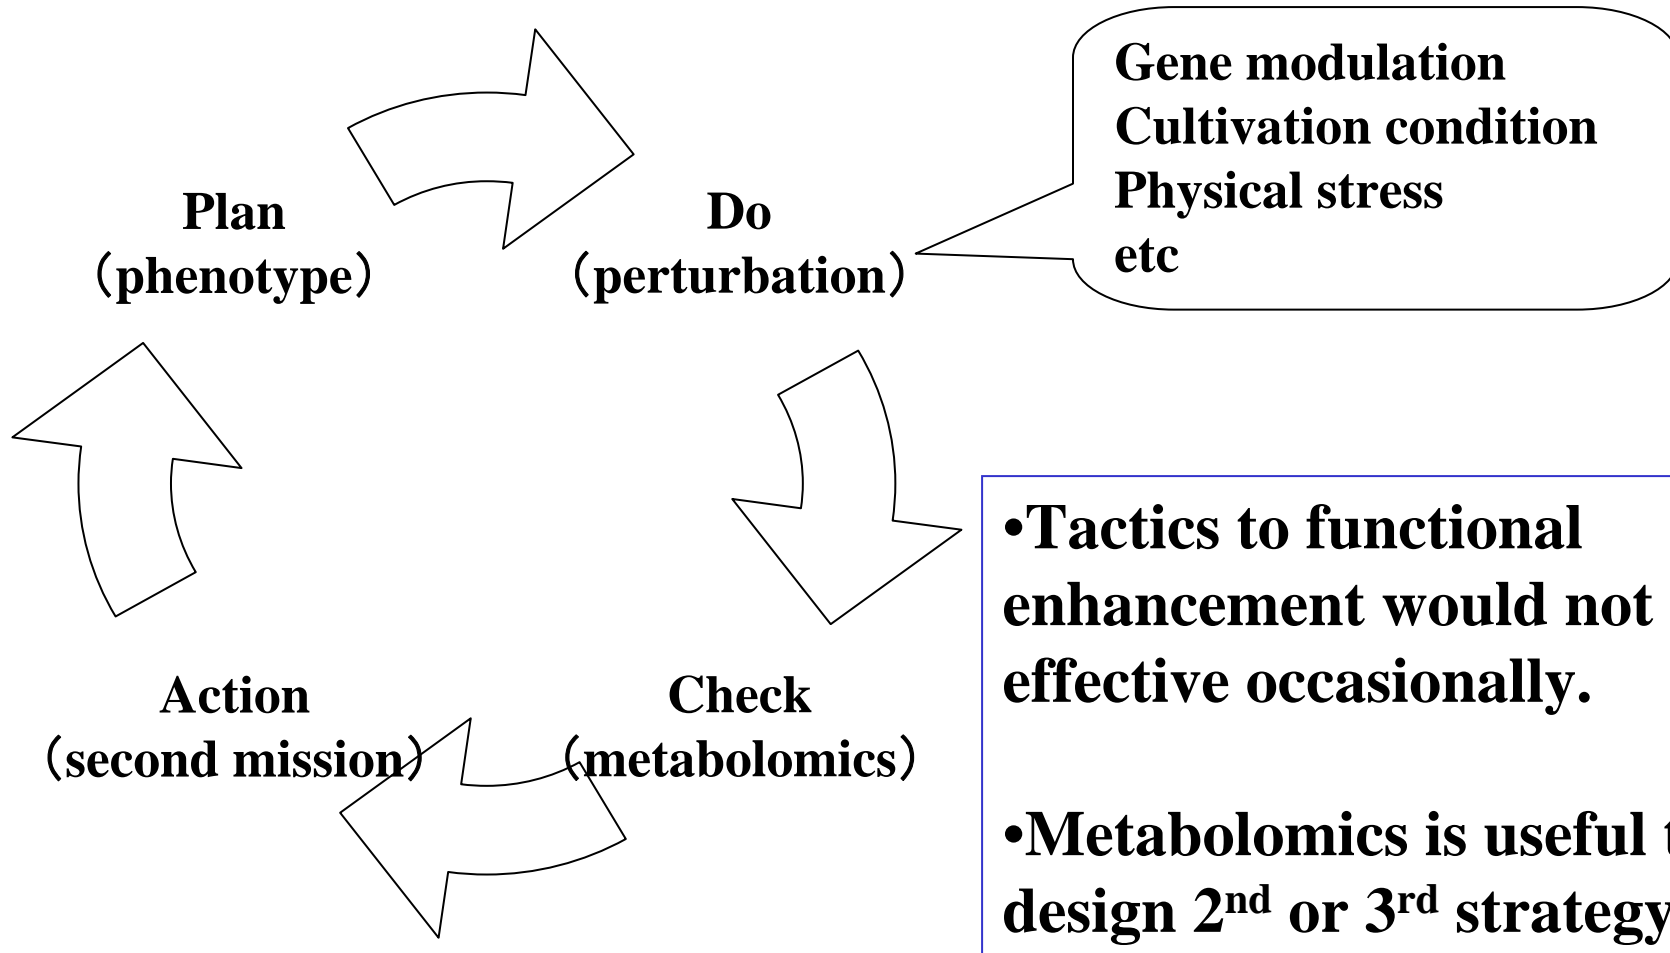 Gene modulation
Cultivation condition
Physical stress
etc
Plan
（phenotype）
Do
（perturbation）
•Tactics to functional
enhancement would not
effective occasionally.
Action
（second mission）
Check
（metabolomics）
•Metabolomics is useful
design 2nd or 3rd strategy